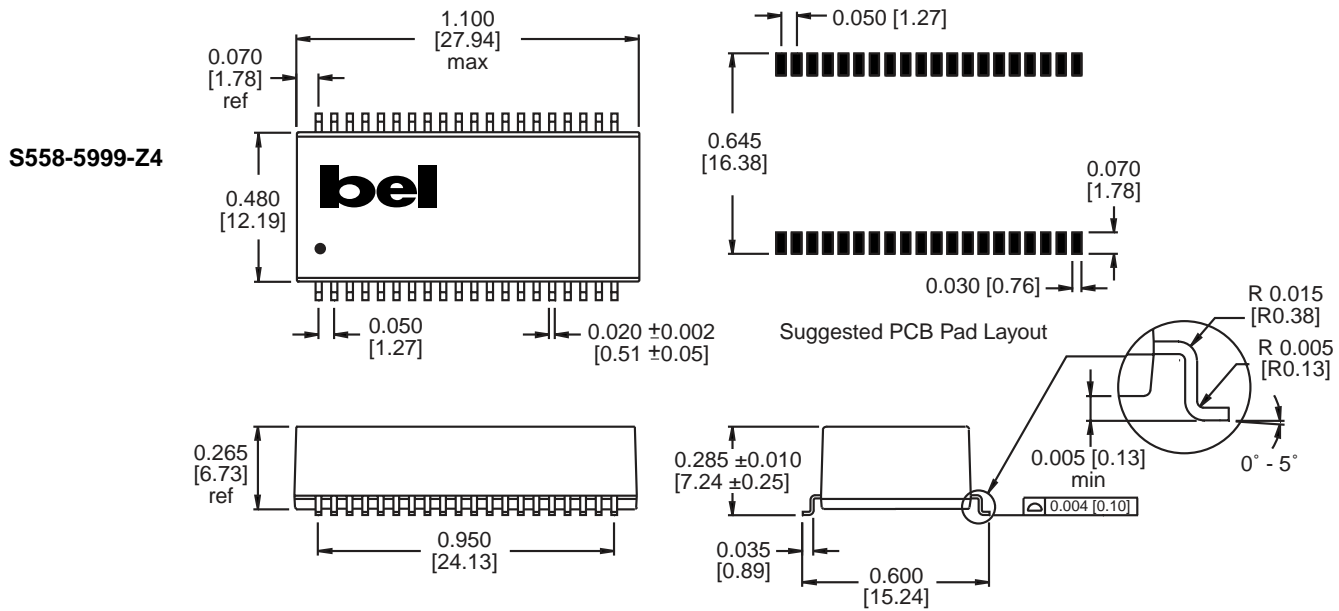 S558-5999-Z4
1.100
[27.94]
max
0.070
[1.78]
ref
bel
0.480
[12.19]
0.050
[1.27]
0.020 ±0.002
[0.51 ±0.05]
0.050 [1.27]
0.645
[16.38]
0.070
[1.78]
0.030 [0.76]
Suggested PCB Pad Layout
R 0.015
[R0.38]
R 0.005
[R0.13]
0.005 [0.13]
min
0° - 5°
0.265
[6.73]
ref
0.950
[24.13]
0.285 ±0.010
[7.24 ±0.25]
0.035
[0.89]
0.600
[15.24]
⌓ 0.004 [0.10]